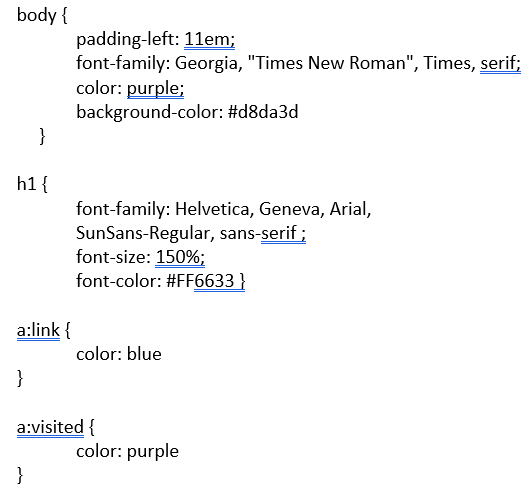 body {
padding-left: 11em;
font-family: Georgia, "Times New Roman", Times, serif;
color: purple;
background-color: #d8da3d
}
h1 {
font-family: Helvetica, Geneva, Arial,
SunSans-Regular, sans-serif ;
font-size: 150%;
font-color: #FF6633 }
a:link {
color: blue
}
a:visited {
color: purple
}